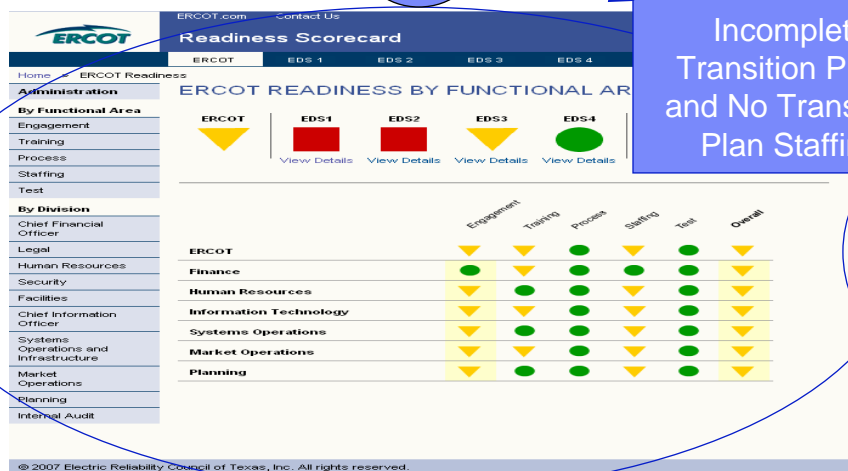 ERCOT.com Contact Us
ERCOT
Readiness Scorecard
ERCOT EDS 1 EDS 2 EDS 3 EDS 4
Home » ERCOT Readiness
Administration
By Functional Area
Engagement
Training
Process
Staffing
Test
By Division
Chief Financial
Officer
Legal
Human Resources
Security
Facilities
Chief Information
Officer
Systems
Operations and
Infrastructure
Market
Operations
Planning
Internal Audit
ERCOT READINESS BY FUNCTIONAL AR
ERCOT EDS1 EDS2 EDS3 EDS4
View Details View Details View Details View Details
Engagement Training Process Staffing Test Overall
ERCOT
Finance
Human Resources
Information Technology
Systems Operations
Market Operations
Planning
Incomplet
Transition P
and No Trans
Plan Staffi
© 2007 Electric Reliability Council of Texas, Inc. All rights reserved.